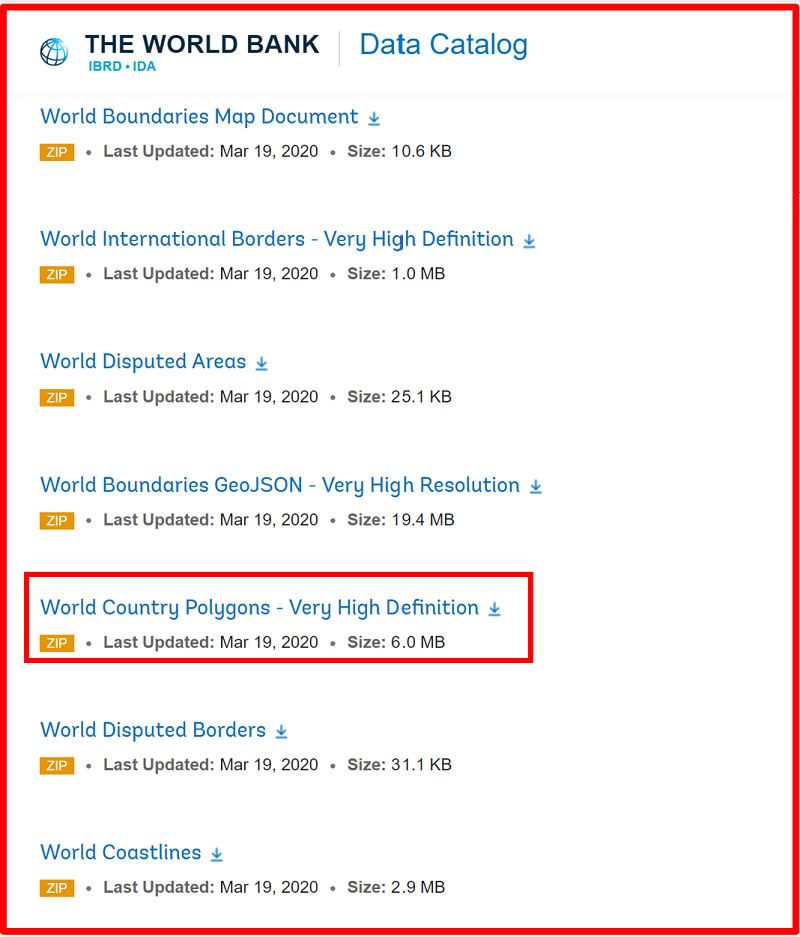 THE WORLD BANK
IBRD • IDA
Data Catalog
World Boundaries Map Document
ZIP • Last Updated: Mar 19, 2020 • Size: 10.6 KB
World International Borders - Very High Definition
ZIP • Last Updated: Mar 19, 2020 • Size: 1.0 MB
World Disputed Areas
ZIP • Last Updated: Mar 19, 2020 • Size: 25.1 KB
World Boundaries GeoJSON - Very High Resolution
ZIP • Last Updated: Mar 19, 2020 • Size: 19.4 MB
World Country Polygons - Very High Definition
ZIP • Last Updated: Mar 19, 2020 • Size: 6.0 MB
World Disputed Borders
ZIP • Last Updated: Mar 19, 2020 • Size: 31.1 KB
World Coastlines
ZIP • Last Updated: Mar 19, 2020 • Size: 2.9 MB